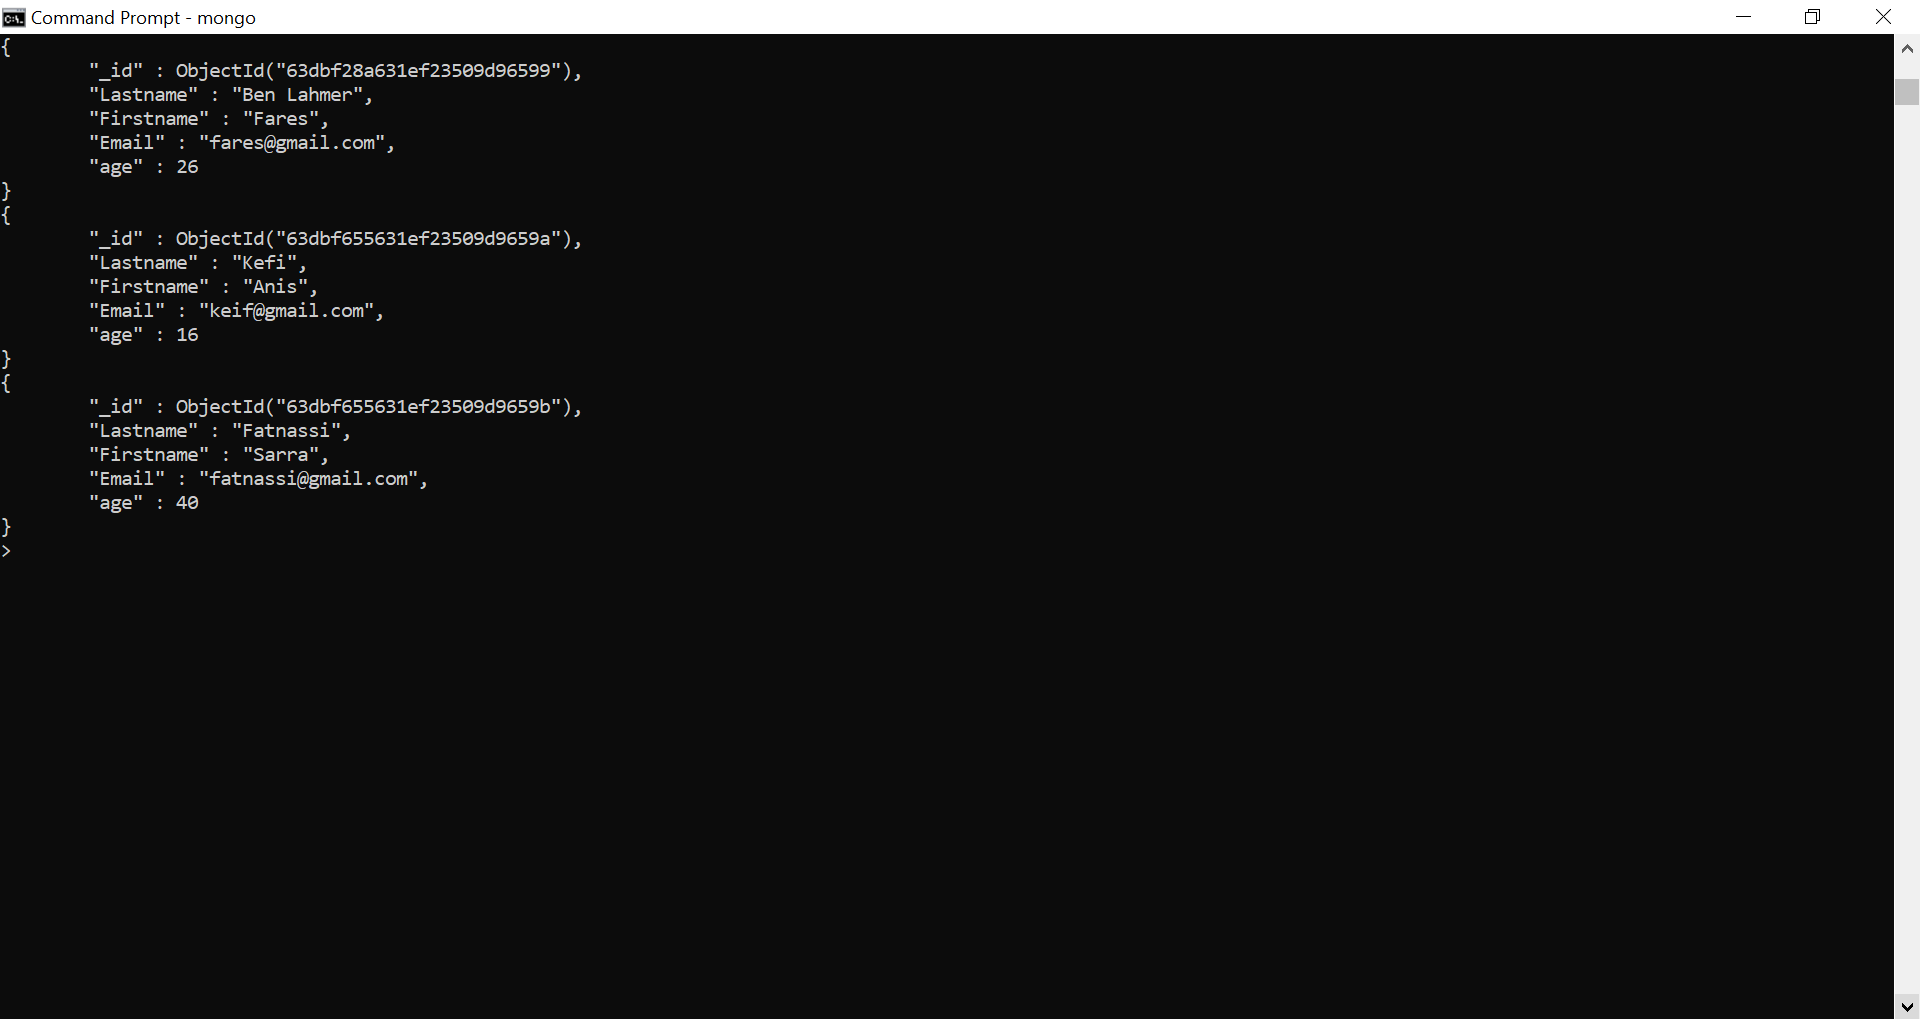 Command Prompt - mongo
{
"_id" : ObjectId("63dbf28a631ef23509d96599"),
"Lastname" : "Ben Lahmer",
"Firstname" : "Fares",
"Email" : "fares@gmail.com",
"age" : 26
}
{
"_id" : ObjectId("63dbf655631ef23509d9659a"),
"Lastname" : "Kefi",
"Firstname" : "Anis",
"Email" : "keif@gmail.com",
"age" : 16
}
{
"_id" : ObjectId("63dbf655631ef23509d9659b"),
"Lastname" : "Fatnassi",
"Firstname" : "Sarra",
"Email" : "fatnassi@gmail.com",
"age" : 40
}
>